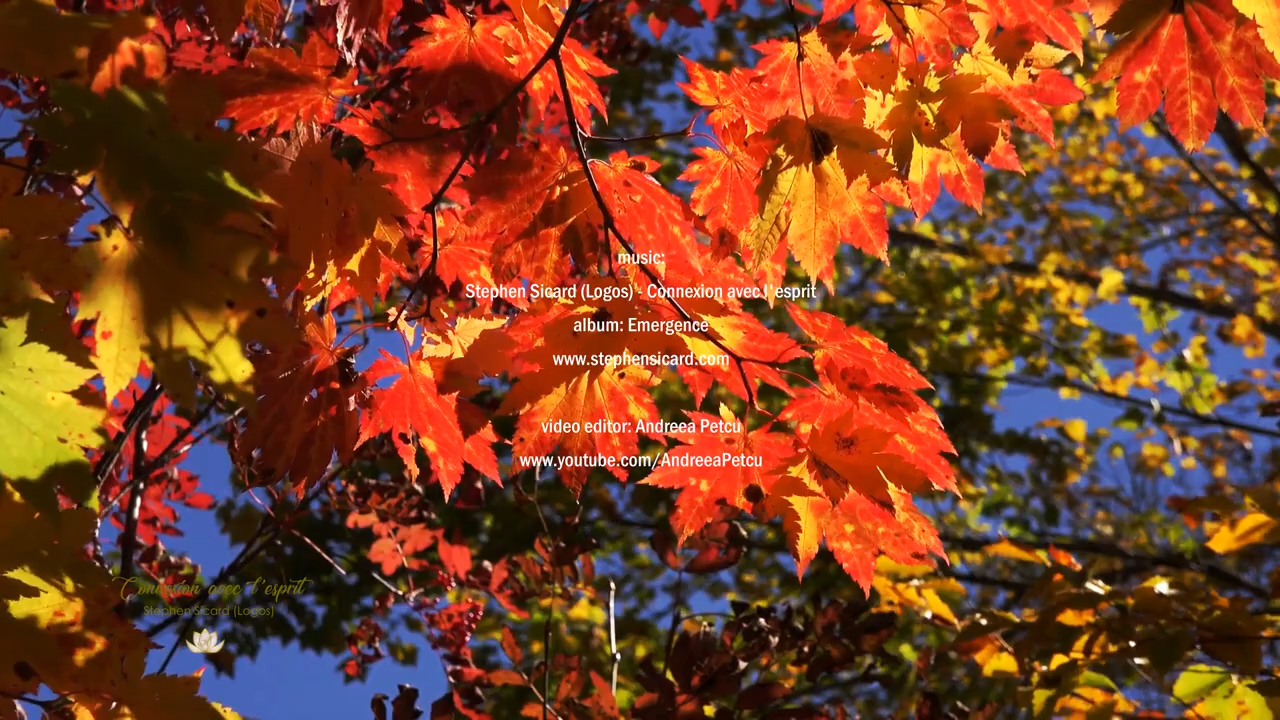 music:
Stephen Sicard (Logos) - Connexion avec l'esprit
album: Emergence
www.stephensicard.com
video editor: Andreea Petcu
www.youtube.com/AndreeaPetcu
Connexion avec l'esprit
Stephen Sicard (Logos)